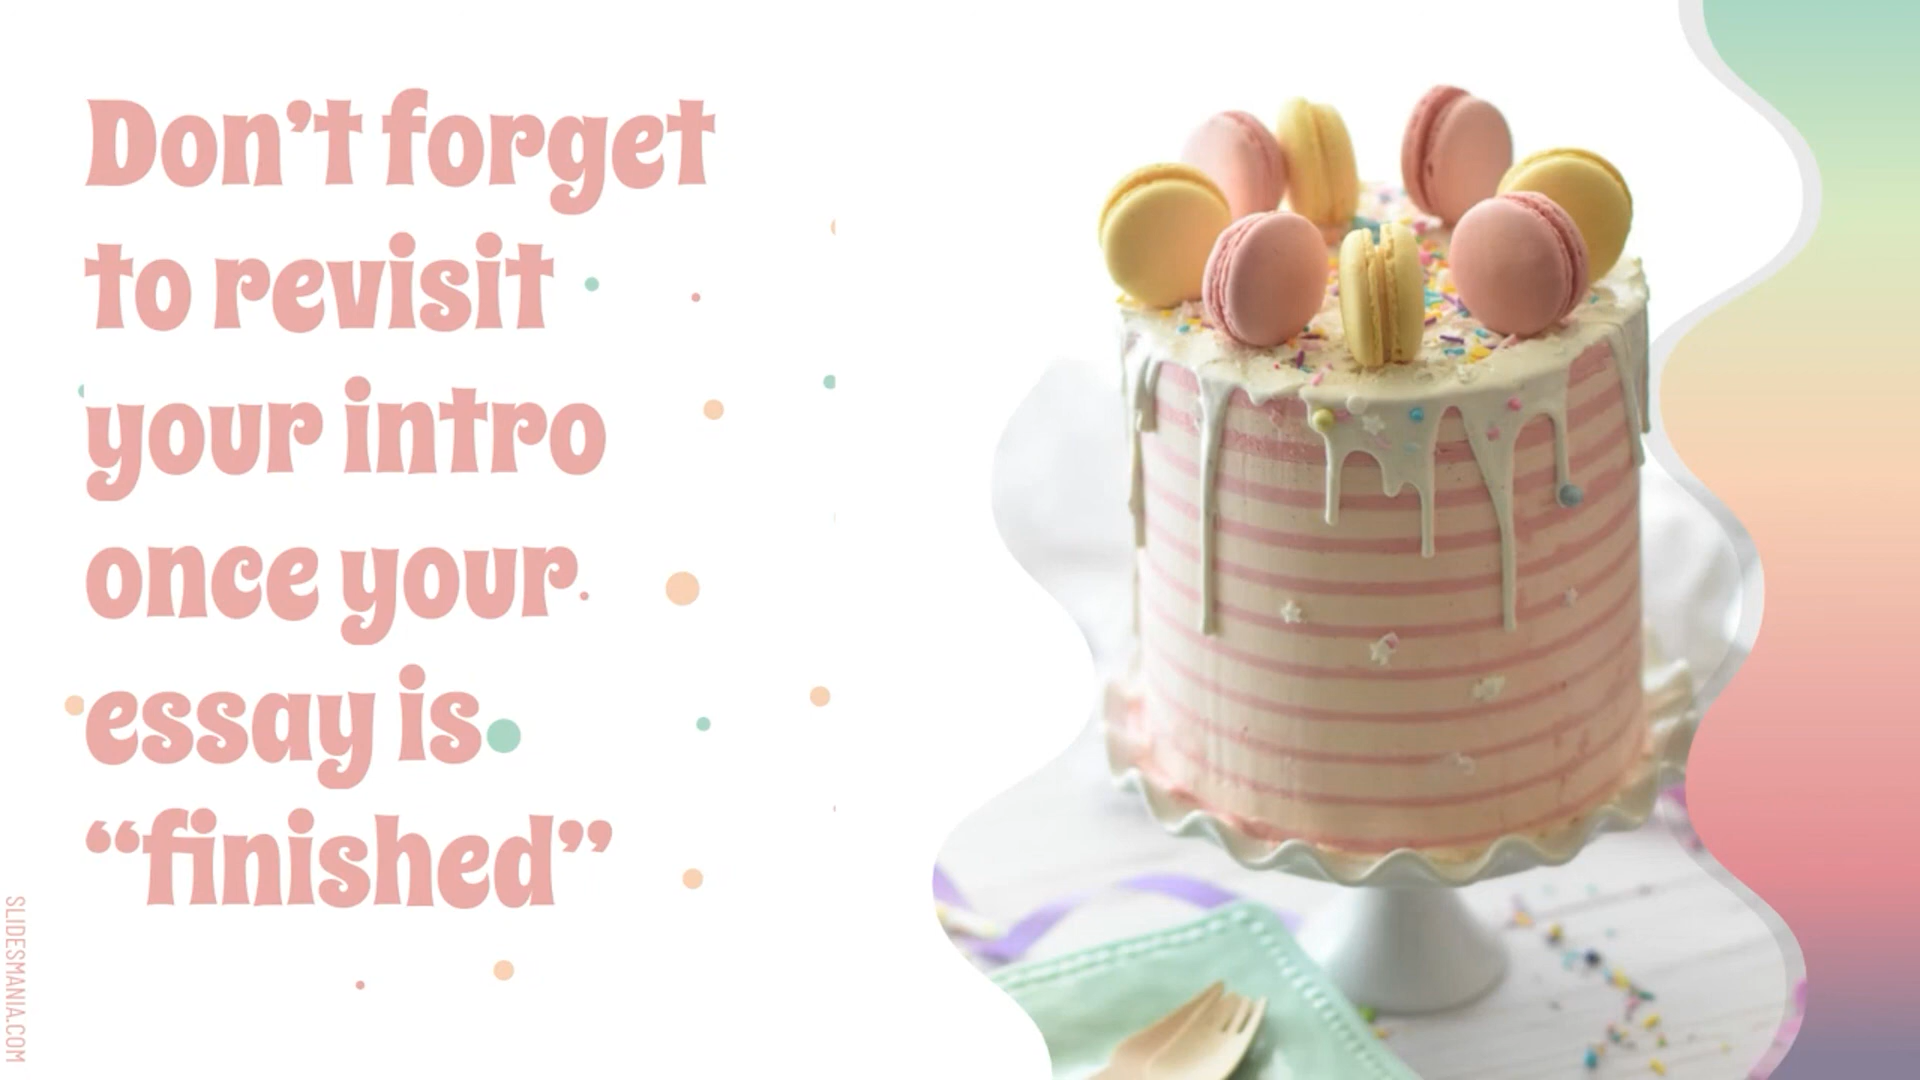 Don’t forget
to revisit
your intro
once your
essay is
“finished”
SLIDESMANIA.COM